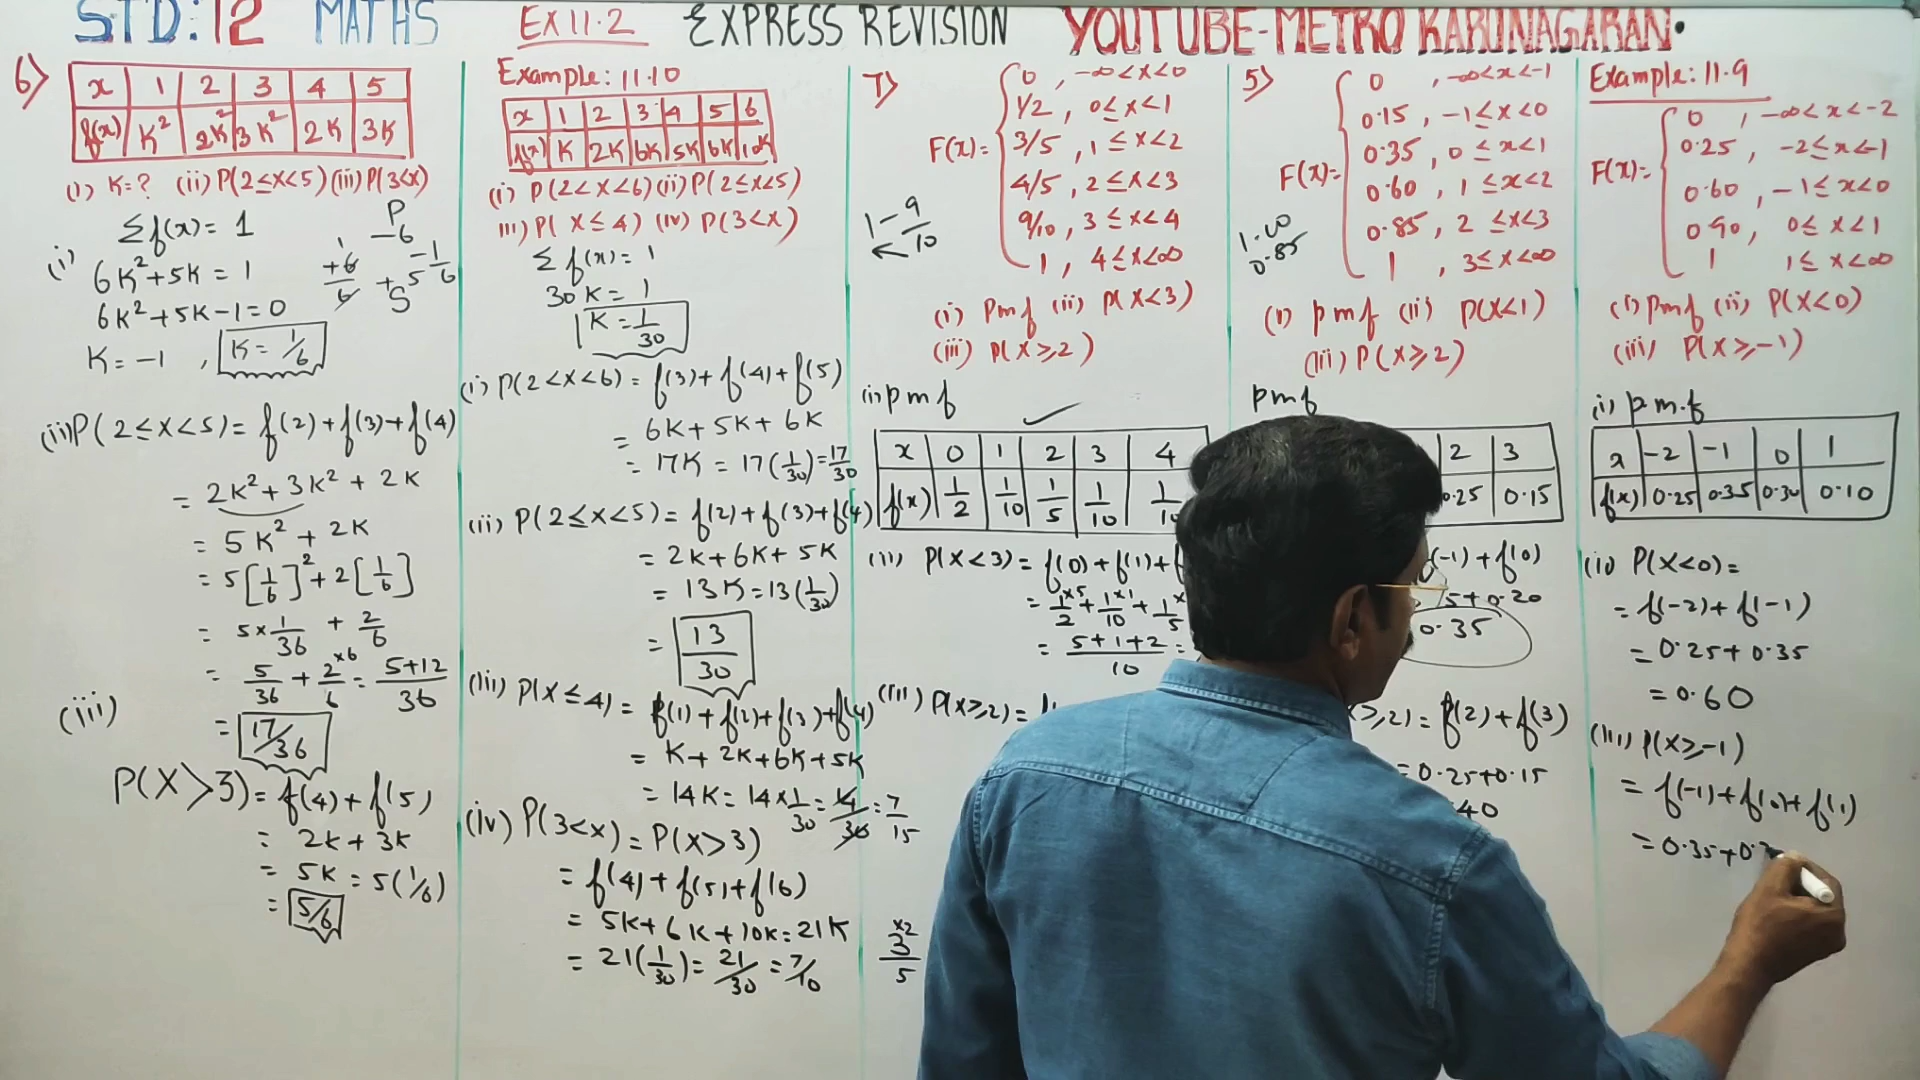 STD:12 MATHS EX 11.2 EXPRESS REVISION YOUTUBE-METRO KARUNAGARAN.
6)
x 1 2 3 4 5
f(x) K² 2K² 3K² 2K 3K
(i) K=? (ii) P(2≤x<5) (iii) P(3<x)
(i) Σf(x) = 1
6K²+5K = 1
6K²+5K-1=0
K=-1 , K=1/6
P
-6
+6/6 +5 -1/6
5
(ii) P(2≤x<5) = f(2)+f(3)+f(4)
= 2K²+3K²+2K
= 5K²+2K
= 5[1/6]²+2[1/6]
= 5×1/36 + 2/6
= 5/36 + 2/6 ×6 = 5+12/36
= 17/36
(iii)
P(X>3) = f(4)+f(5)
= 2K+3K
= 5K = 5(1/6)
= 5/6
Example: 11.10
x 1 2 3 4 5 6
f(x) K 2K 6K 5K 6K 10K
(i) P(2<X<6) (ii) P(2≤X<5)
iii) P(X≤4) (iv) P(3<X)
Σf(x)=1
30K=1
K=1/30
(i) P(2<X<6) = f(3)+f(4)+f(5)
= 6K+5K+6K
= 17K = 17(1/30) = 17/30
(ii) P(2≤X<5) = f(2)+f(3)+f(4)
= 2K+6K+5K
= 13K = 13(1/30)
= 13/30
(iii) P(X≤4) = f(1)+f(2)+f(3)+f(4)
= K+2K+6K+5K
= 14K = 14×1/30 = 14/30 = 7/15
(iv) P(3<x) = P(X>3)
= f(4)+f(5)+f(6)
= 5K+6K+10K=21K
= 21(1/30) = 21/30 = 7/10
7)
F(x) =
0 , -∞<x<0
1/2 , 0≤x<1
3/5 , 1≤x<2
4/5 , 2≤x<3
9/10 , 3≤x<4
1 , 4≤x<∞
1-9/10
(i) pmf (ii) P(X<3)
(iii) P(X≥2)
(i) pmf
x 0 1 2 3 4
f(x) 1/2 1/10 1/5 1/10 1/10
(ii) P(X<3) = f(0)+f(1)+
= 1/2 ×5 + 1/10 ×1 + 1/5 ×
= 5+1+2/10 =
(iii) P(X≥2) =
3/5 ×2
5)
F(x) =
0 , -∞<x<-1
0.15 , -1≤x<0
0.35 , 0≤x<1
0.60 , 1≤x<2
0.85 , 2≤x<3
1 , 3≤x<∞
1.00
0.85
(i) pmf (ii) P(X<1)
(iii) P(X≥2)
pmf
2 3
0.25 0.15
(-1)+f(0)
5+0.20
0.35
≥2) = f(2)+f(3)
=0.25+0.15
40
Example: 11.9
F(x) =
0 , -∞<x<-2
0.25 , -2≤x<-1
0.60 , -1≤x<0
0.90 , 0≤x<1
1 1≤x<∞
(i) pmf (ii) P(X<0)
(iii) P(X≥-1)
(i) p.m.f
x -2 -1 0 1
f(x) 0.25 0.35 0.30 0.10
(ii) P(X<0) =
= f(-2)+f(-1)
= 0.25+0.35
= 0.60
(iii) P(X≥-1)
= f(-1)+f(0)+f(1)
= 0.35+0.